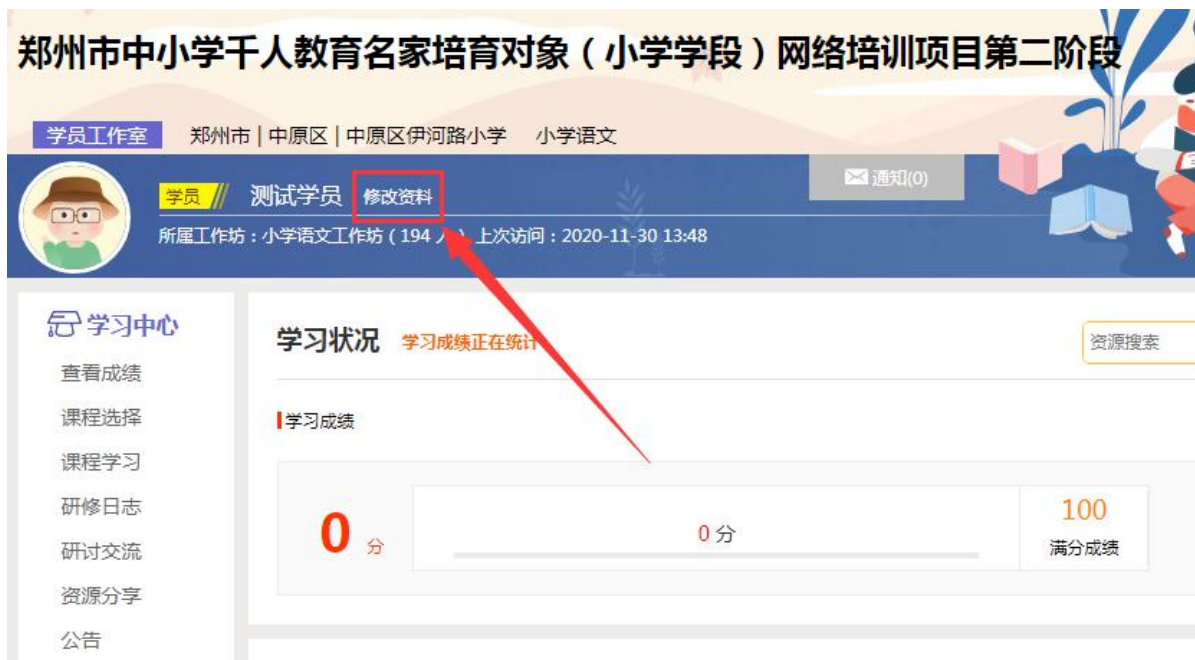 郑州市中小学千人教育名家培育对象（小学学段）网络培训项目第二阶段
学员工作室 郑州市 | 中原区 | 中原区伊河路小学 小学语文
通知(0)
学员 测试学员 修改资料
所属工作坊：小学语文工作坊（194 人） 上次访问：2020-11-30 13:48
学习中心
查看成绩
课程选择
课程学习
研修日志
研讨交流
资源分享
公告
学习状况 学习成绩正在统计
资源搜索
学习成绩
0 分
0 分
100
满分成绩